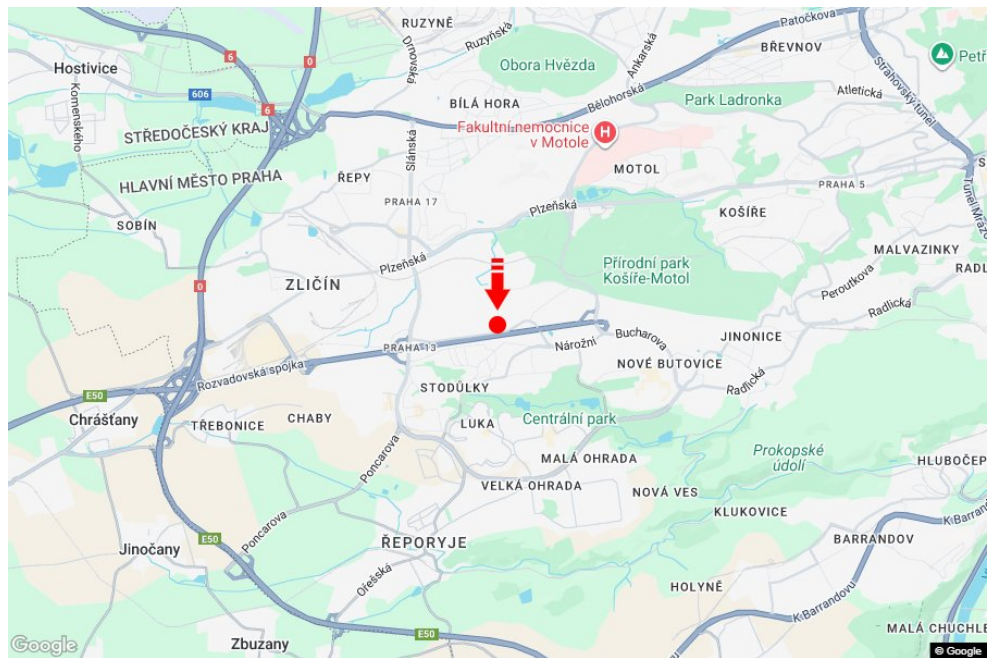 RUZYNĚ
Patočkova
Hostivice
6
0
Drnovská
Ruzyňská
Ankarská
BŘEVNOV
Petř
Obora Hvězda
Strahovský tunel
Komenského
606
6
BÍLÁ HORA
Bělohorská
Park Ladronka
Atletická
STŘEDOČESKÝ KRAJ
Fakultní nemocnice
v Motole
H
Slánská
HLAVNÍ MĚSTO PRAHA
ŘEPY
MOTOL
PRAHA 5
S
PRAHA 17
Plzeňská
KOŠÍŘE
Tunel Mrázo
SOBÍN
MALVAZINKY
Plzeňská
Přírodní park
Košíře-Motol
RADL
ZLIČÍN
0
Peroutkova
Radlická
Bucharova
JINONICE
PRAHA 13
Nárožní
NOVÉ BUTOVICE
Rozvadovská spojka
STODŮLKY
Radlická
E50
Chrášťany
CHABY
TŘEBONICE
LUKA
Centrální park
Poncarova
MALÁ OHRADA
Prokopské
údolí
HLUBOČEP
VELKÁ OHRADA
NOVÁ VES
KLUKOVICE
K Barrando
E50
Poncarova
Jinočany
ŘEPORYJE
BARRANDOV
Ořešská
HOLYNĚ
K Barrandovu
E50
Zbuzany
MALÁ CHUCHLE
Google
© Google